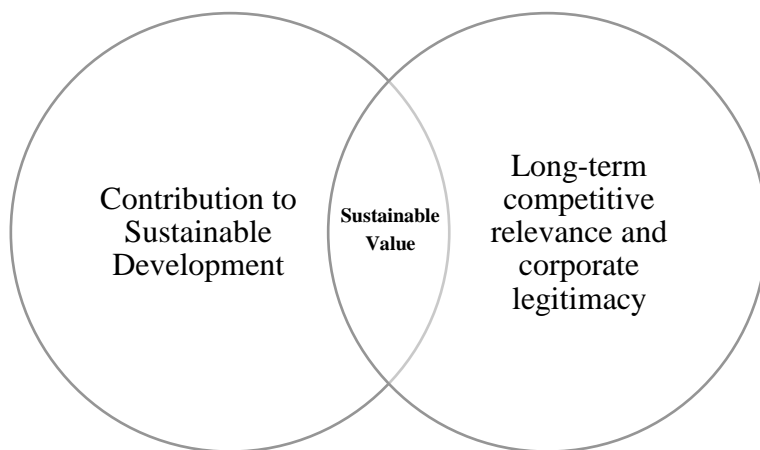 Contribution to
Sustainable
Development
Sustainable
Value
Long-term
competitive
relevance and
corporate
legitimacy